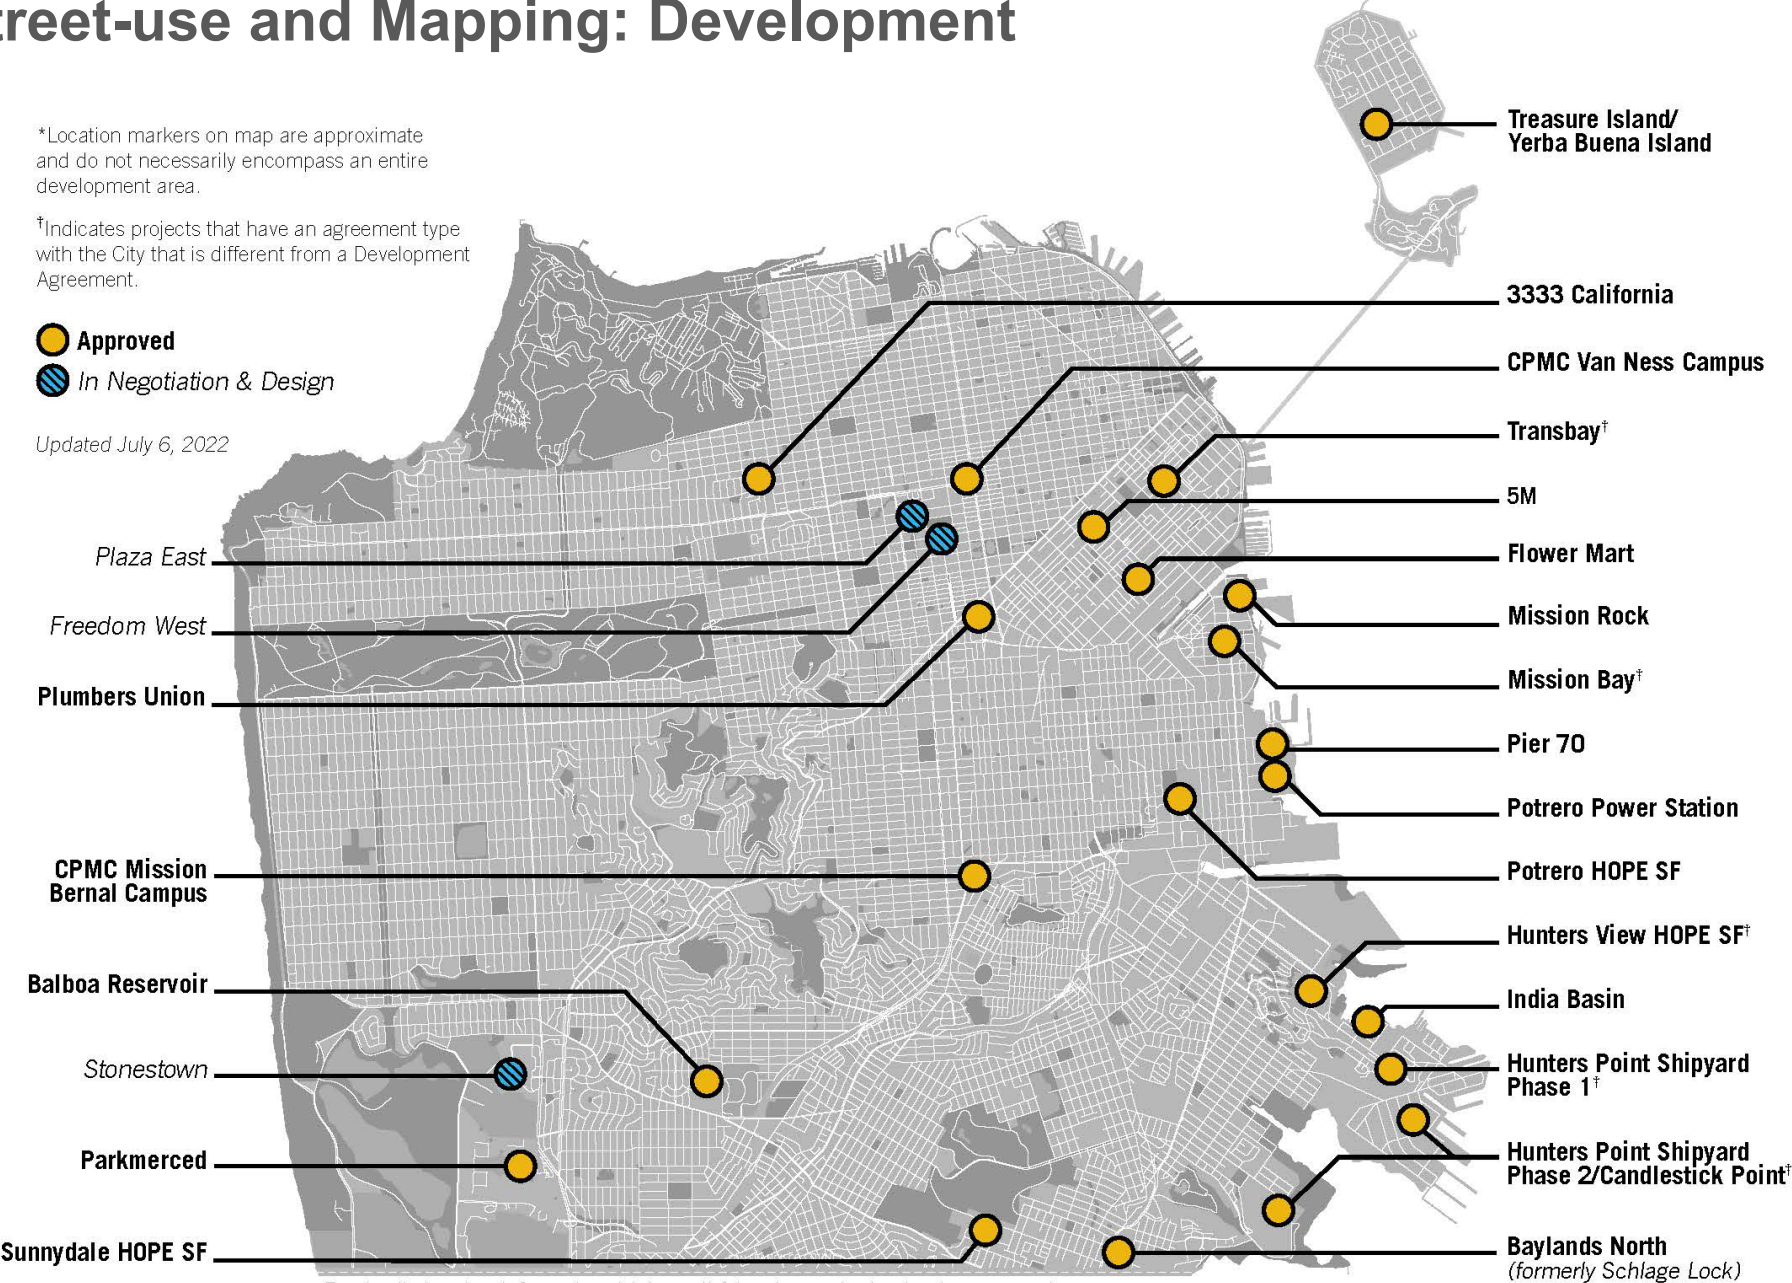 treet-use and Mapping: Development
*Location markers on map are approximate
and do not necessarily encompass an entire
development area.
†Indicates projects that have an agreement type
with the City that is different from a Development
Agreement.
Approved
In Negotiation & Design
Updated July 6, 2022
Plaza East
Freedom West
Plumbers Union
CPMC Mission
Bernal Campus
Balboa Reservoir
Stonestown
Parkmerced
Sunnydale HOPE SF
Treasure Island/
Yerba Buena Island
3333 California
CPMC Van Ness Campus
Transbay†
5M
Flower Mart
Mission Rock
Mission Bay†
Pier 70
Potrero Power Station
Potrero HOPE SF
Hunters View HOPE SF†
India Basin
Hunters Point Shipyard
Phase 1†
Hunters Point Shipyard
Phase 2/Candlestick Point†
Baylands North
(formerly Schlage Lock)